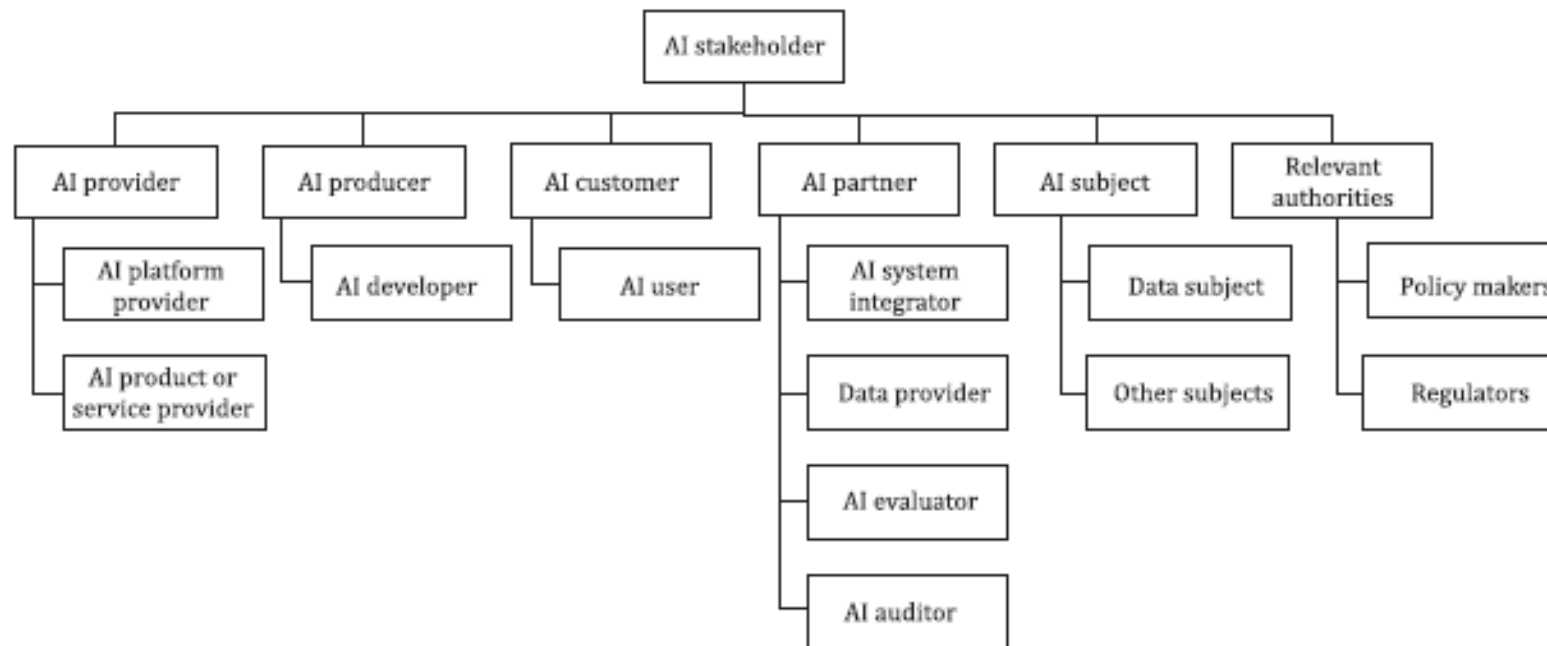 AI stakeholder
AI provider
AI producer
AI customer
AI partner
AI subject
Relevant
authorities
AI platform
provider
AI developer
AI user
AI system
integrator
Data subject
Policy makers
AI product or
service provider
Data provider
Other subjects
Regulators
AI evaluator
AI auditor